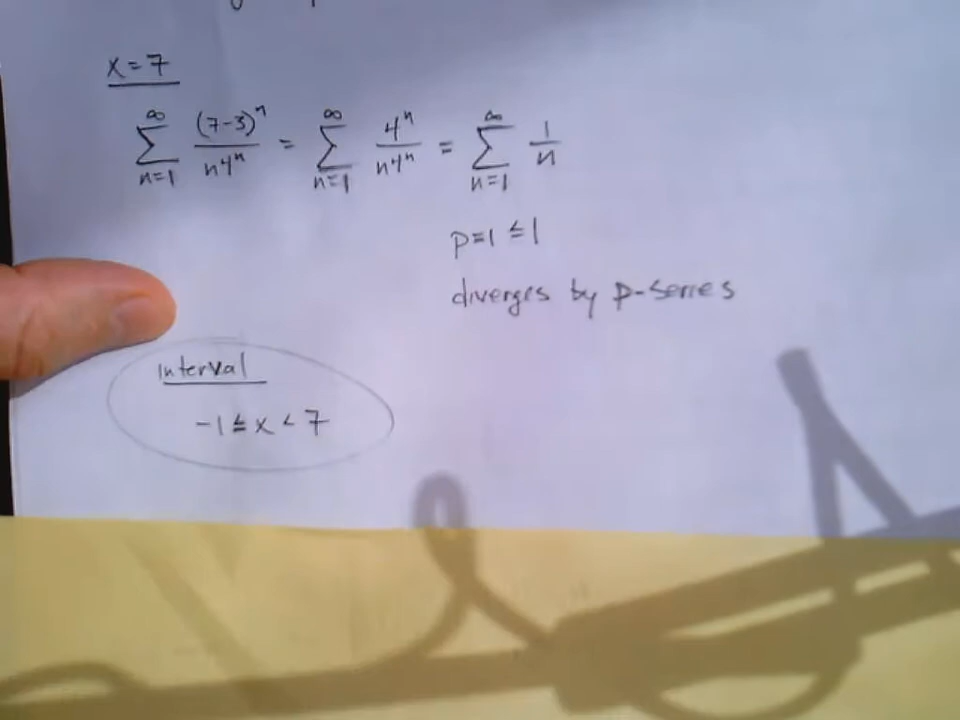 x=7
∞ ∑ n=1 (7-3)^n / n4^n = ∞ ∑ n=1 4^n / n4^n = ∞ ∑ n=1 1/n
p=1 ≤ 1
diverges by p-series
Interval
-1 ≤ x < 7